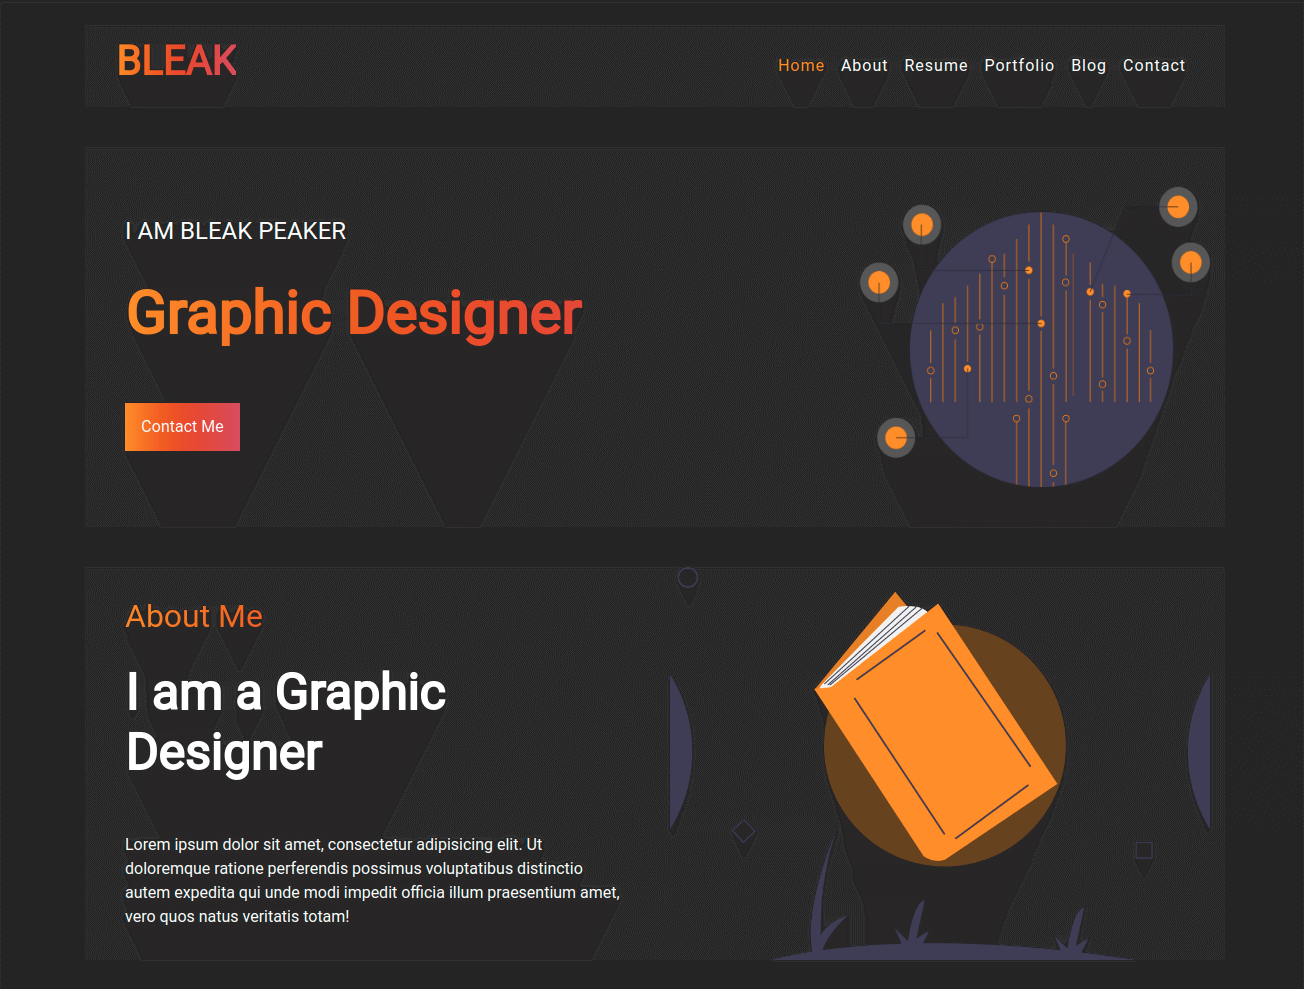 BLEAK
Home About Resume Portfolio Blog Contact
I AM BLEAK PEAKER
Graphic Designer
Contact Me
About Me
I am a Graphic
Designer
Lorem ipsum dolor sit amet, consectetur adipisicing elit. Ut
doloremque ratione perferendis possimus voluptatibus distinctio
autem expedita qui unde modi impedit officia illum praesentium amet,
vero quos natus veritatis totam!